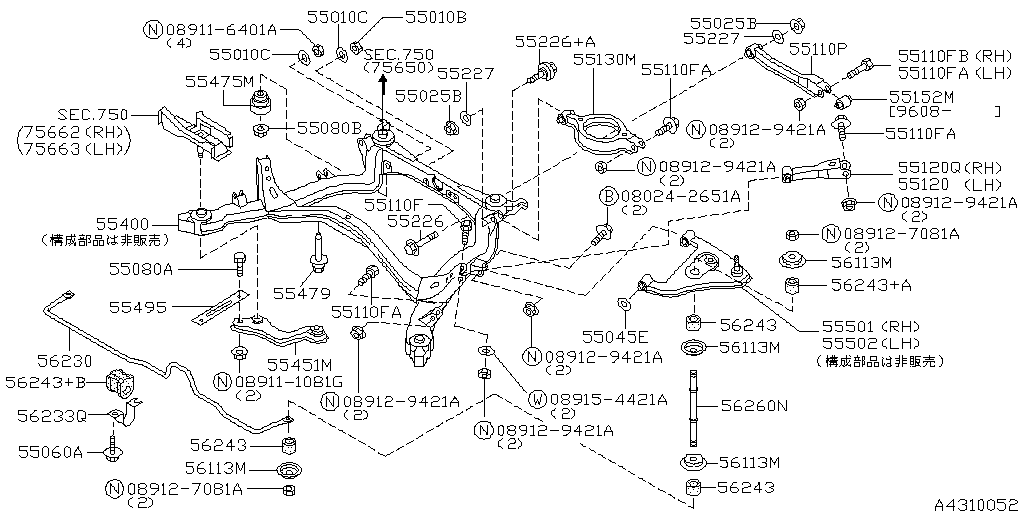 N08911-6401A
(4)
55010C
55010C
55010B
SEC.750
(75650)
55475M
55226+A
55130M
55110FA
55227
55025B
55025B
55227
55110P
55110FB (RH)
55110FA (LH)
55152M
[9608-      ]
55110FA
SEC.750
(75662(RH)
75663(LH))
55080B
N08912-9421A
(2)
N08912-9421A
(2)
B08024-2651A
(2)
55120Q(RH)
55120 (LH)
N08912-9421A
(2)
55400
(構成部品は非販売)
55110F
55226
N08912-7081A
(2)
56113M
56243+A
55080A
55479
55495
55110FA
55045E
56243
56113M
55501 (RH)
55502(LH)
(構成部品は非販売)
56230
56243+B
56233Q
55060A
55451M
N08911-1081G
(2)
N08912-9421A
(2)
N08912-9421A
(2)
W08915-4421A
(2)
N08912-9421A
(2)
56260N
56243
56113M
N08912-7081A
(2)
56113M
56243
A4310052